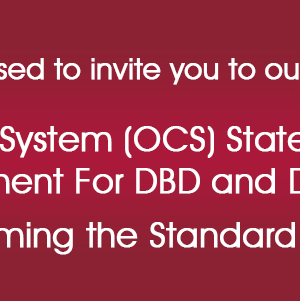 sed to invite you to ou
System (OCS) State
ment For DBD and D
ming the Standard